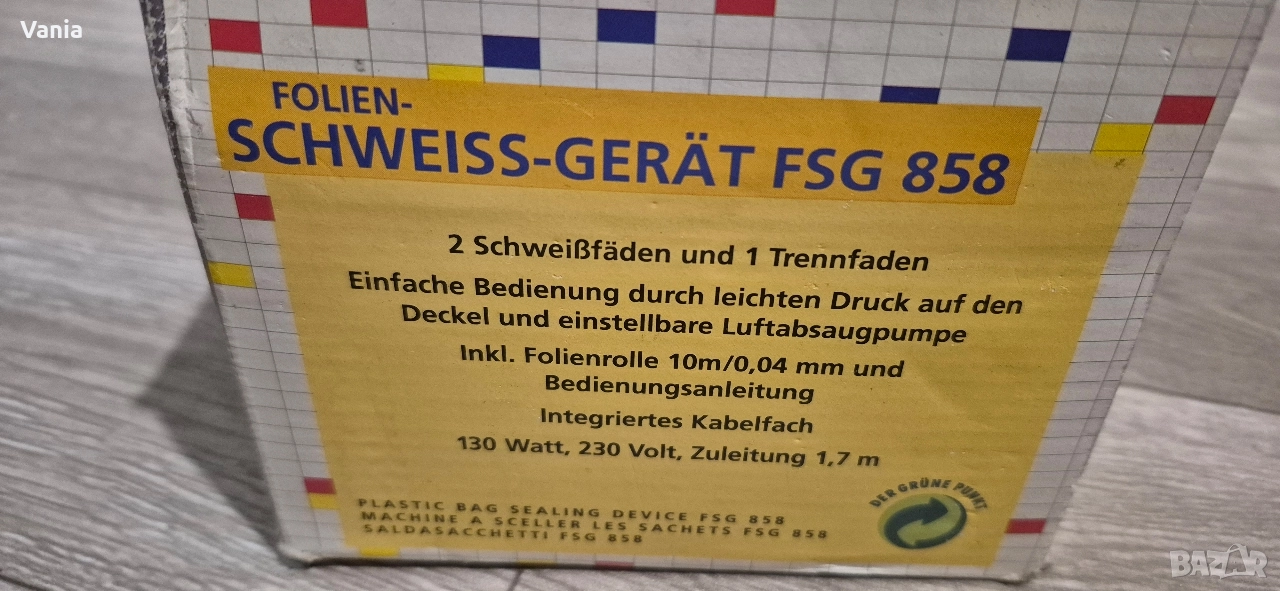 Vania
FOLIEN-
SCHWEISS-GERÄT FSG 858
2 Schweißfäden und 1 Trennfaden
Einfache Bedienung durch leichten Druck auf den
Deckel und einstellbare Luftabsaugpumpe
Inkl. Folienrolle 10m/0,04 mm und
Bedienungsanleitung
Integriertes Kabelfach
130 Watt, 230 Volt, Zuleitung 1,7 m
DER GRÜNE PUNKT
PLASTIC BAG SEALING DEVICE FSG 858
MACHINE A SCELLER LES SACHETS FSG 858
SALDASACCHETTI FSG 858
BAZAR